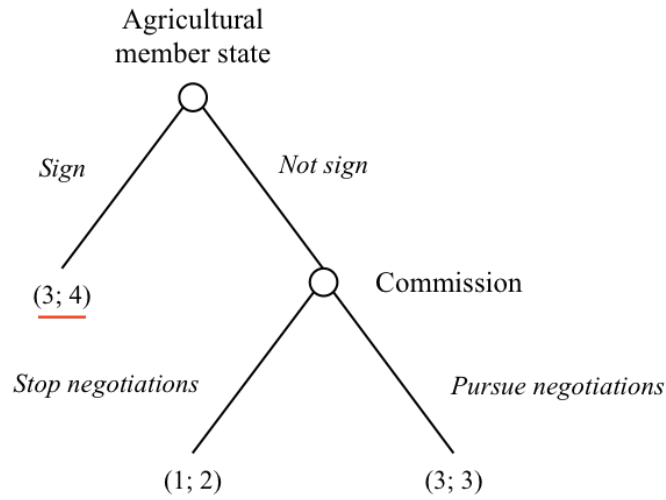 Agricultural
member state
Sign
Not sign
(3; 4)
Commission
Stop negotiations
Pursue negotiations
(1; 2)
(3; 3)